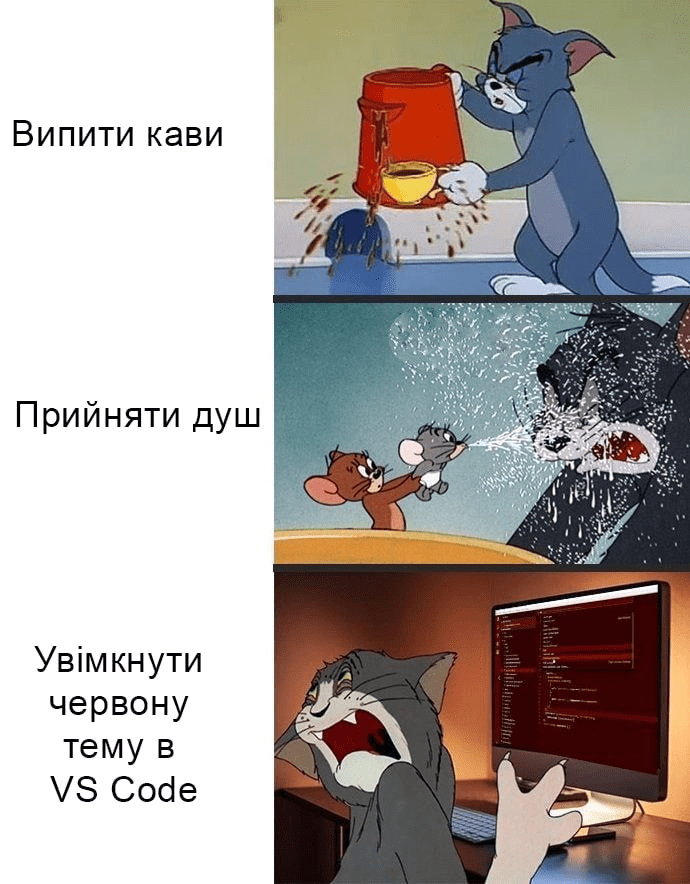 Випити кави
Прийняти душ
Увімкнути
червону
тему в
VS Code